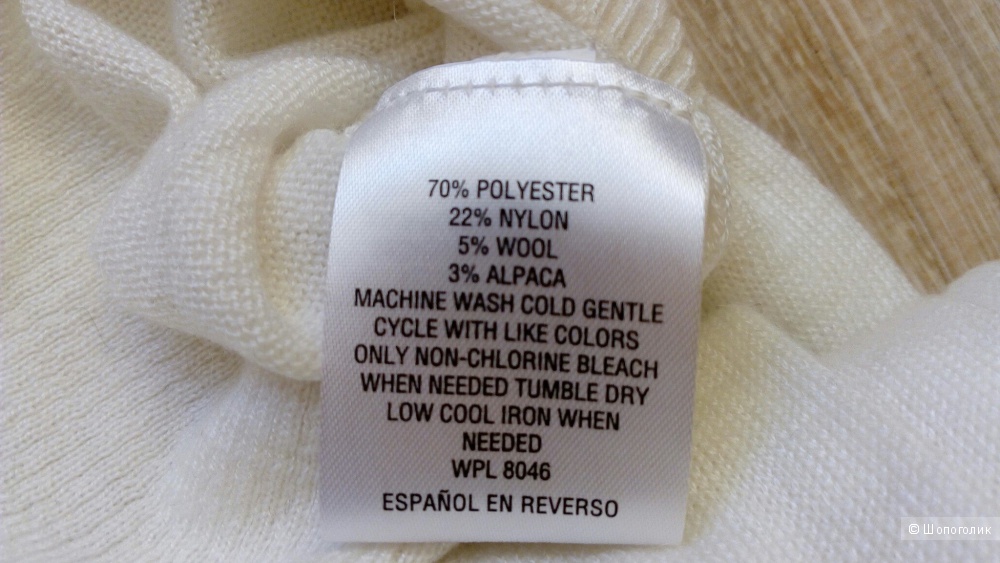 70% POLYESTER
22% NYLON
5% WOOL
3% ALPACA
MACHINE WASH COLD GENTLE
CYCLE WITH LIKE COLORS
ONLY NON-CHLORINE BLEACH
WHEN NEEDED TUMBLE DRY
LOW COOL IRON WHEN
NEEDED
WPL 8046
ESPAÑOL EN REVERSO
© Шопоголик